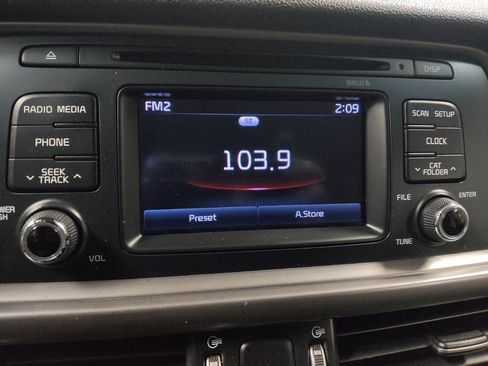 DISP
SIRIUS
RADIO MEDIA
PHONE
SEEK
TRACK
VOL
FM2
2:09
ST
103.9
Preset
A.Store
SCAN SETUP
CLOCK
CAT
FOLDER
FILE
ENTER
TUNE